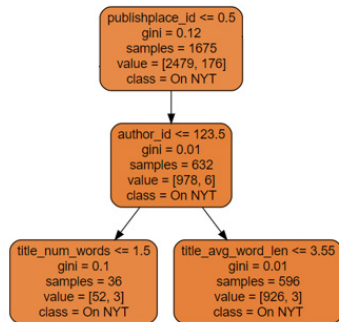 publishplace_id <= 0.5
gini = 0.12
samples = 1675
value = [2479, 176]
class = On NYT
author_id <= 123.5
gini = 0.01
samples = 632
value = [978, 6]
class = On NYT
title_num_words <= 1.5
gini = 0.1
samples = 36
value = [52, 3]
class = On NYT
title_avg_word_len <= 3.55
gini = 0.01
samples = 596
value = [926, 3]
class = On NYT